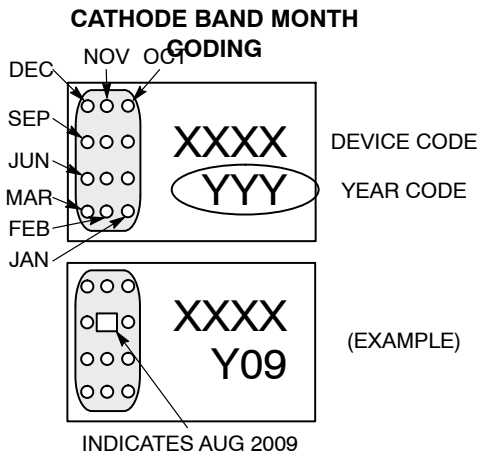 CATHODE BAND MONTH
CODING
DEC
NOV
OCT
SEP
JUN
MAR
FEB
JAN
XXXX
DEVICE CODE
YYY
YEAR CODE
XXXX
Y09
(EXAMPLE)
INDICATES AUG 2009